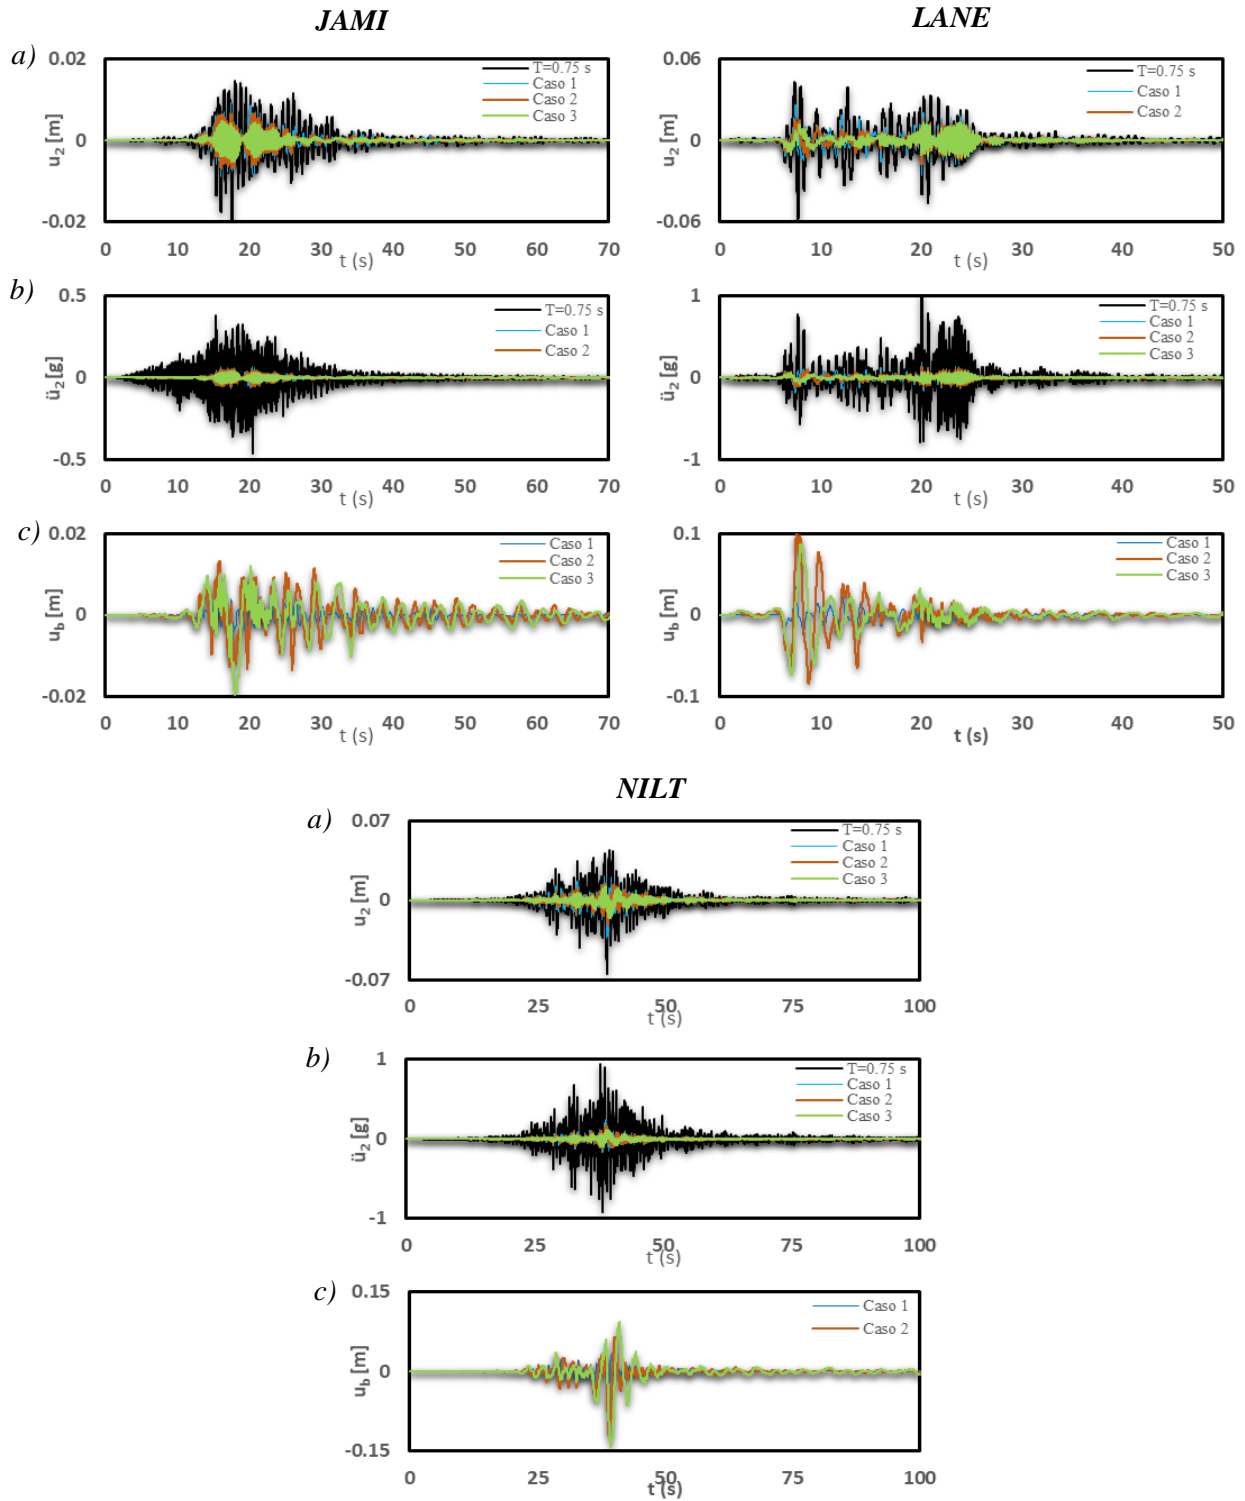 JAMI
LANE
a)
0.02
0
-0.02
u₂ [m]
T=0.75 s
Caso 1
Caso 2
Caso 3
0 10 20 30 40 50 60 70
t (s)
0.06
0
-0.06
u₂ [m]
T=0.75 s
Caso 1
Caso 2
0 10 20 30 40 50
t (s)
b)
0.5
0
-0.5
ü₂[g]
T=0.75 s
Caso 1
Caso 2
0 10 20 30 40 50 60 70
t (s)
1
0
-1
ü₂ [g]
T=0.75 s
Caso 1
Caso 2
Caso 3
0 10 20 30 40 50
t (s)
c)
0.02
0
-0.02
u_b [m]
Caso 1
Caso 2
Caso 3
0 10 20 30 40 50 60 70
t (s)
0.1
0
-0.1
u_b [m]
Caso 1
Caso 2
Caso 3
0 10 20 30 40 50
t (s)
NILT
a)
0.07
0
-0.07
u₂ [m]
T=0.75 s
Caso 1
Caso 2
Caso 3
0 25 50 75 100
t (s)
b)
1
0
-1
ü₂ [g]
T=0.75 s
Caso 1
Caso 2
Caso 3
0 25 50 75 100
t (s)
c)
0.15
0
-0.15
u_b [m]
Caso 1
Caso 2
0 25 50 75 100
t (s)